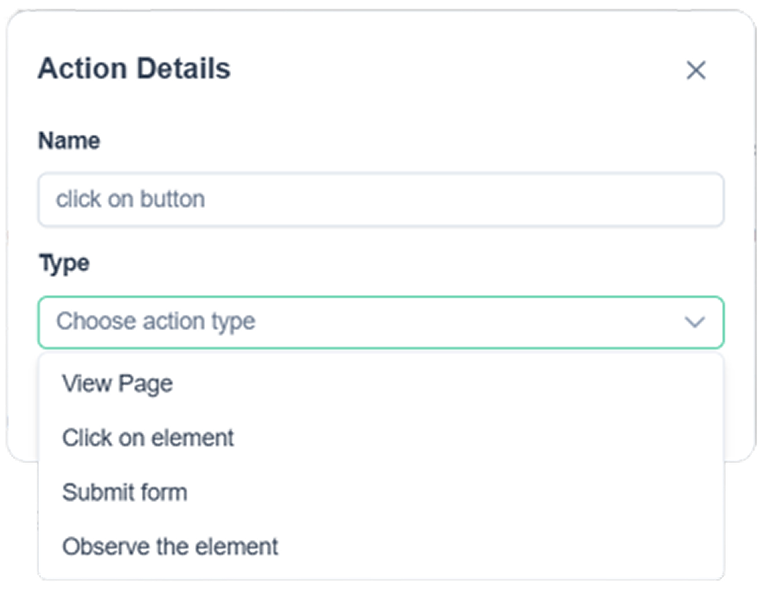 Action Details
Name
click on button
Type
Choose action type
View Page
Click on element
Submit form
Observe the element